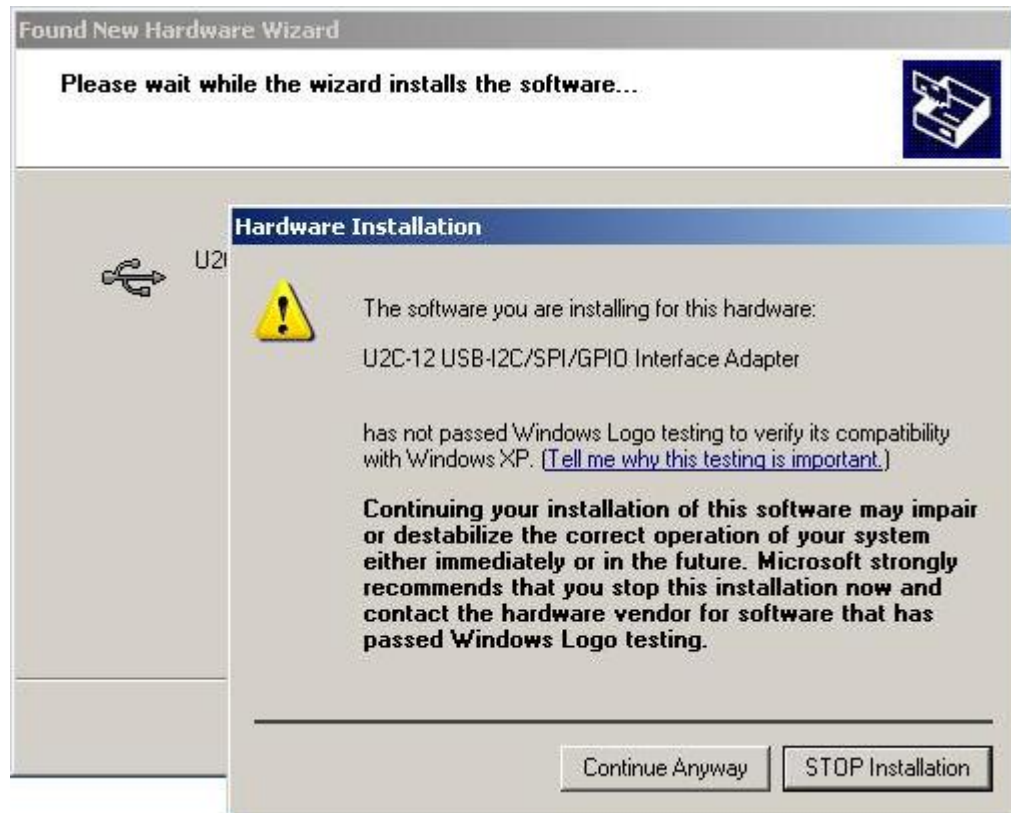 Found New Hardware Wizard
Please wait while the wizard installs the software...
Hardware Installation
The software you are installing for this hardware:
U2C-12 USB-I2C/SPI/GPIO Interface Adapter
has not passed Windows Logo testing to verify its compatibility
with Windows XP. (Tell me why this testing is important.)
Continuing your installation of this software may impair
or destabilize the correct operation of your system
either immediately or in the future. Microsoft strongly
recommends that you stop this installation now and
contact the hardware vendor for software that has
passed Windows Logo testing.
Continue Anyway
STOP Installation